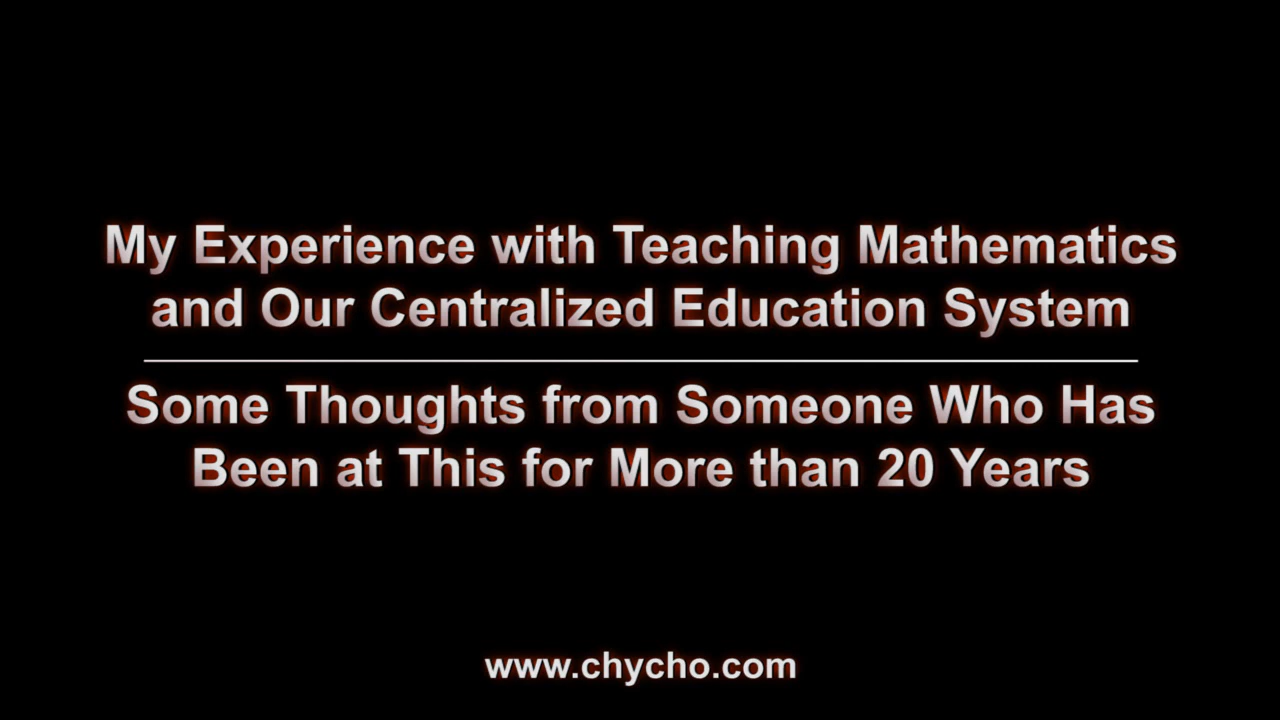 My Experience with Teaching Mathematics
and Our Centralized Education System
Some Thoughts from Someone Who Has
Been at This for More than 20 Years
www.chycho.com